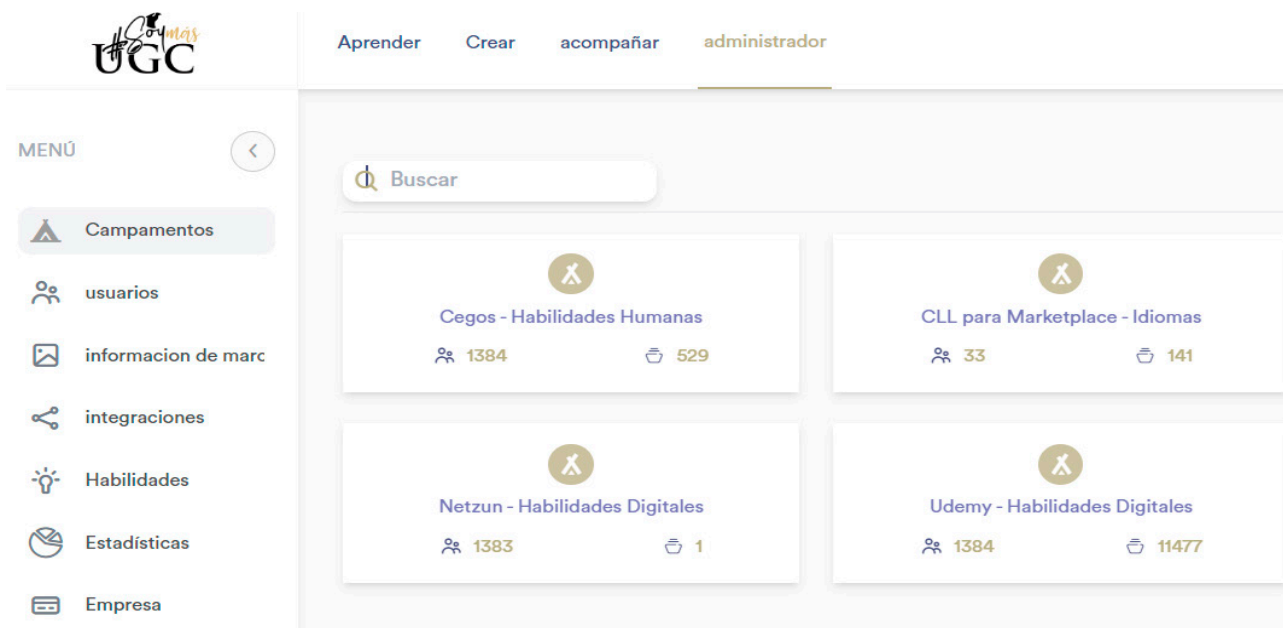 #Soymás
UGC
Aprender Crear acompañar administrador
MENÚ
Buscar
Campamentos
usuarios
informacion de marc
integraciones
Habilidades
Estadísticas
Empresa
Cegos - Habilidades Humanas
1384 529
CLL para Marketplace - Idiomas
33 141
Netzun - Habilidades Digitales
1383 1
Udemy - Habilidades Digitales
1384 11477